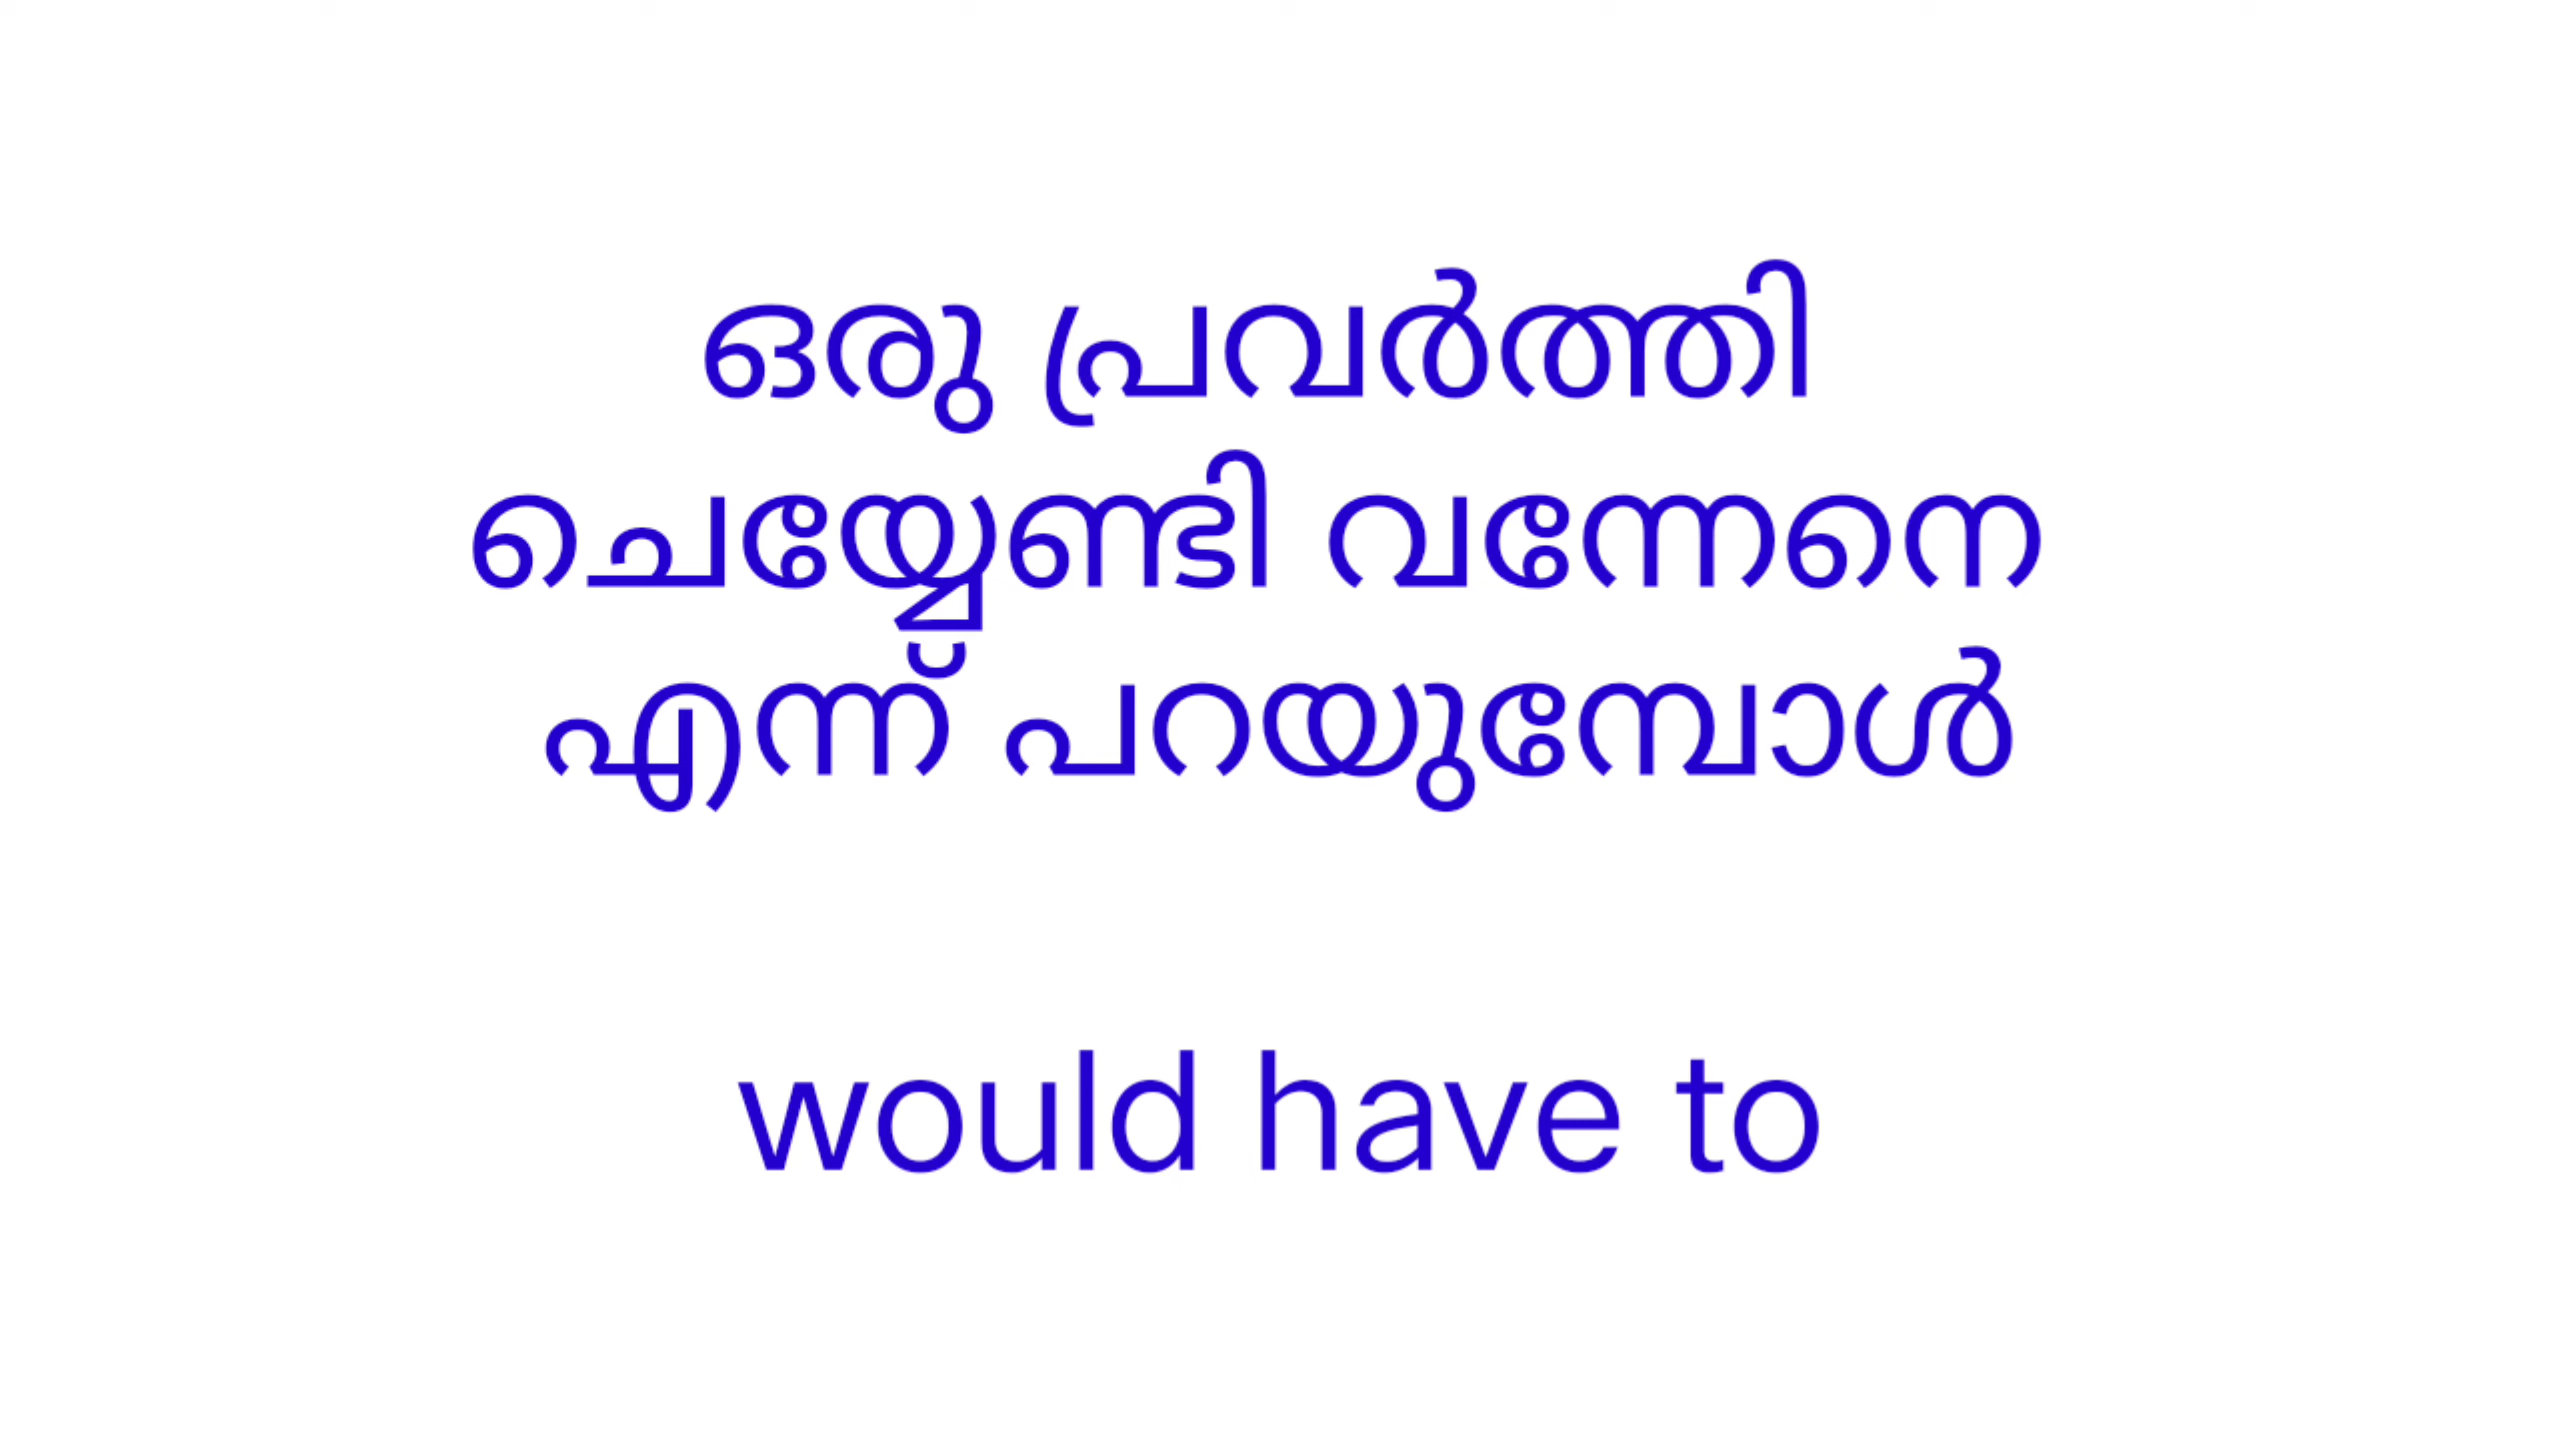 ഒരു പ്രവർത്തി
ചെയ്യേണ്ടി വന്നേനെ
എന്ന് പറയുമ്പോൾ
would have to